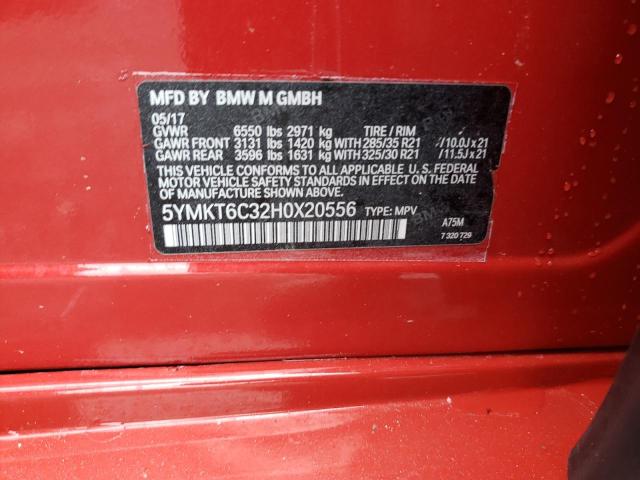 MFD BY BMW M GMBH
05/17
GVWR 6550 lbs 2971 kg TIRE / RIM
GAWR FRONT 3131 lbs 1420 kg WITH 285/35 R21 -/10.0J x 21
GAWR REAR 3596 lbs 1631 kg WITH 325/30 R21 /11.5J x 21
THIS VEHICLE CONFORMS TO ALL APPLICABLE U. S. FEDERAL
MOTOR VEHICLE SAFETY STANDARDS IN EFFECT ON THE DATE
OF MANUFACTURE SHOWN ABOVE.
5YMKT6C32H0X20556 TYPE: MPV
A75M
7 320 729